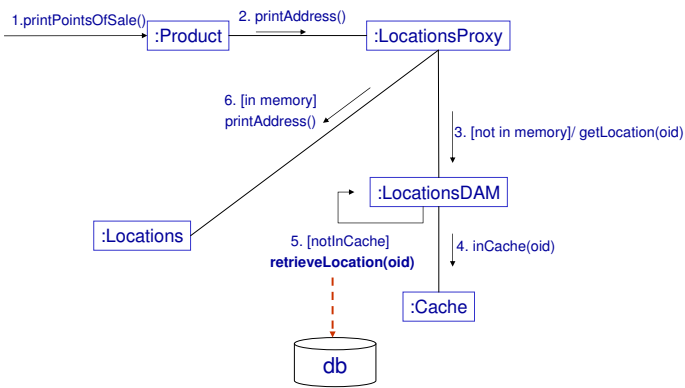 1.printPointsOfSale()
2. printAddress()
:Product
:LocationsProxy
6. [in memory]
printAddress()
3. [not in memory]/ getLocation(oid)
:LocationsDAM
:Locations
5. [notInCache]
retrieveLocation(oid)
4. inCache(oid)
:Cache
db